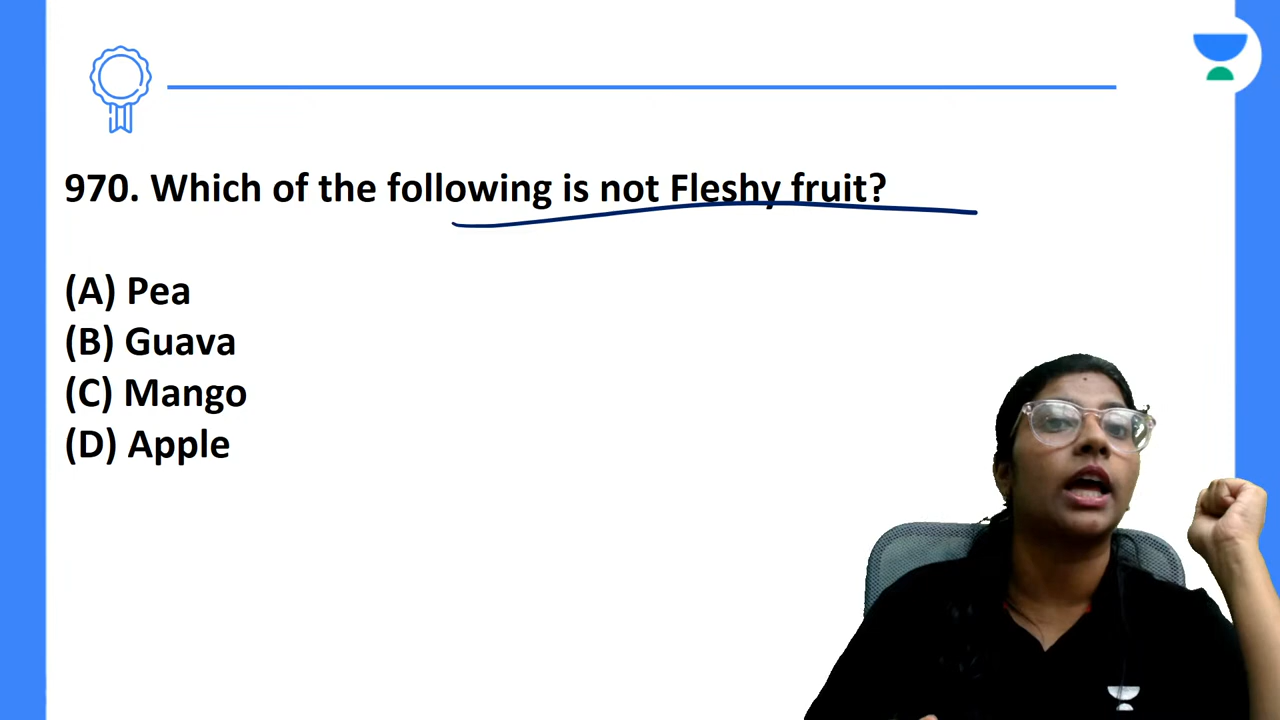 970. Which of the following is not Fleshy fruit?
(A) Pea
(B) Guava
(C) Mango
(D) Apple